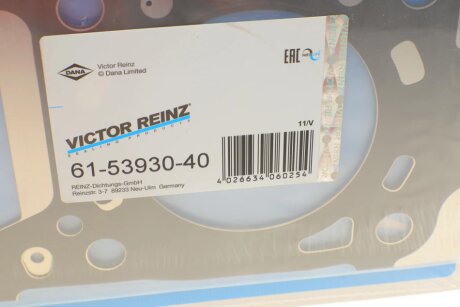 DANA
Victor Reinz
© Dana Limited
EAC
11/V
VICTOR REINZ®
SEALING PRODUCTS
61-53930-40
4 026634 060254
REINZ-Dichtungs-GmbH
Reinzstr. 3-7 89233 Neu-Ulm Germany